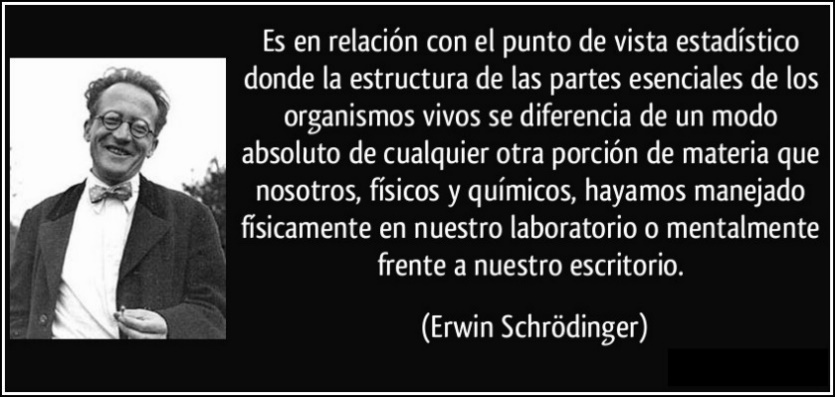 Es en relación con el punto de vista estadístico
donde la estructura de las partes esenciales de los
organismos vivos se diferencia de un modo
absoluto de cualquier otra porción de materia que
nosotros, físicos y químicos, hayamos manejado
físicamente en nuestro laboratorio o mentalmente
frente a nuestro escritorio.
(Erwin Schrödinger)